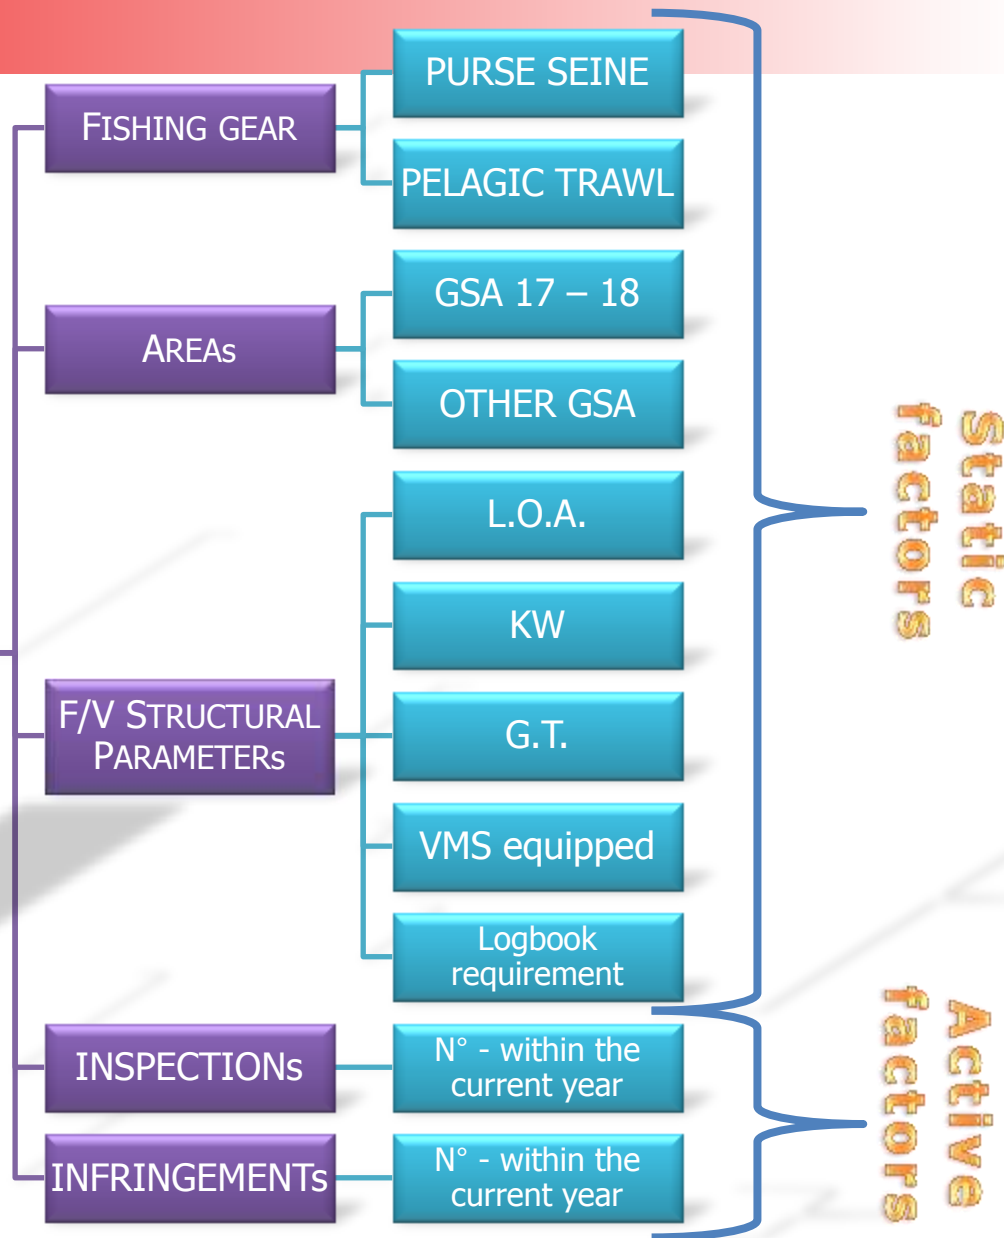 FISHING GEAR
PURSE SEINE
PELAGIC TRAWL
AREAs
GSA 17 – 18
OTHER GSA
F/V STRUCTURAL
PARAMETERs
L.O.A.
KW
G.T.
VMS equipped
Logbook
requirement
Static
factors
INSPECTIONs
N° - within the
current year
INFRINGEMENTs
N° - within the
current year
Active
factors